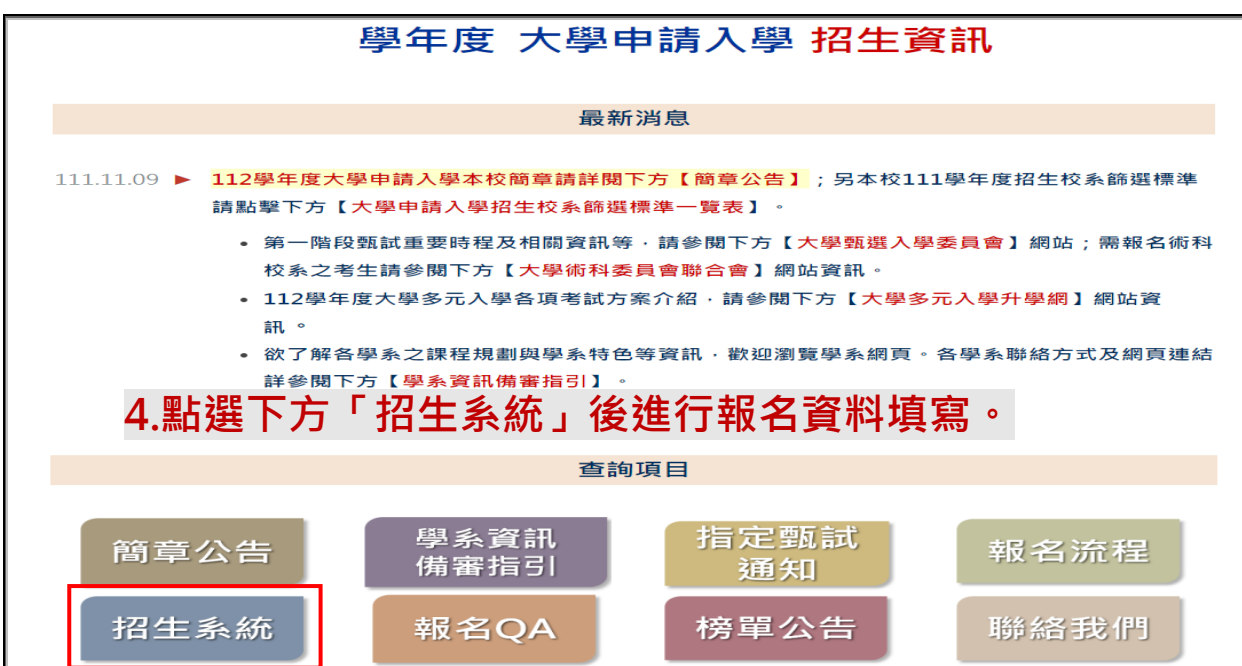 學年度 大學申請入學 招生資訊
最新消息
111.11.09 ► 112學年度大學申請入學本校簡章請詳閱下方【簡章公告】；另本校111學年度招生校系篩選標準
請點擊下方【大學申請入學招生校系篩選標準一覽表】。
• 第一階段甄試重要時程及相關資訊等，請參閱下方【大學甄選入學委員會】網站；需報名術科
校系之考生請參閱下方【大學術科委員會聯合會】網站資訊。
• 112學年度大學多元入學各項考試方案介紹，請參閱下方【大學多元入學升學網】網站資
訊。
• 欲了解各學系之課程規劃與學系特色等資訊，歡迎瀏覽學系網頁。各學系聯絡方式及網頁連結
詳參閱下方【學系資訊備審指引】。
4.點選下方「招生系統」後進行報名資料填寫。
查詢項目
簡章公告
學系資訊
備審指引
指定甄試
通知
報名流程
招生系統
報名QA
榜單公告
聯絡我們